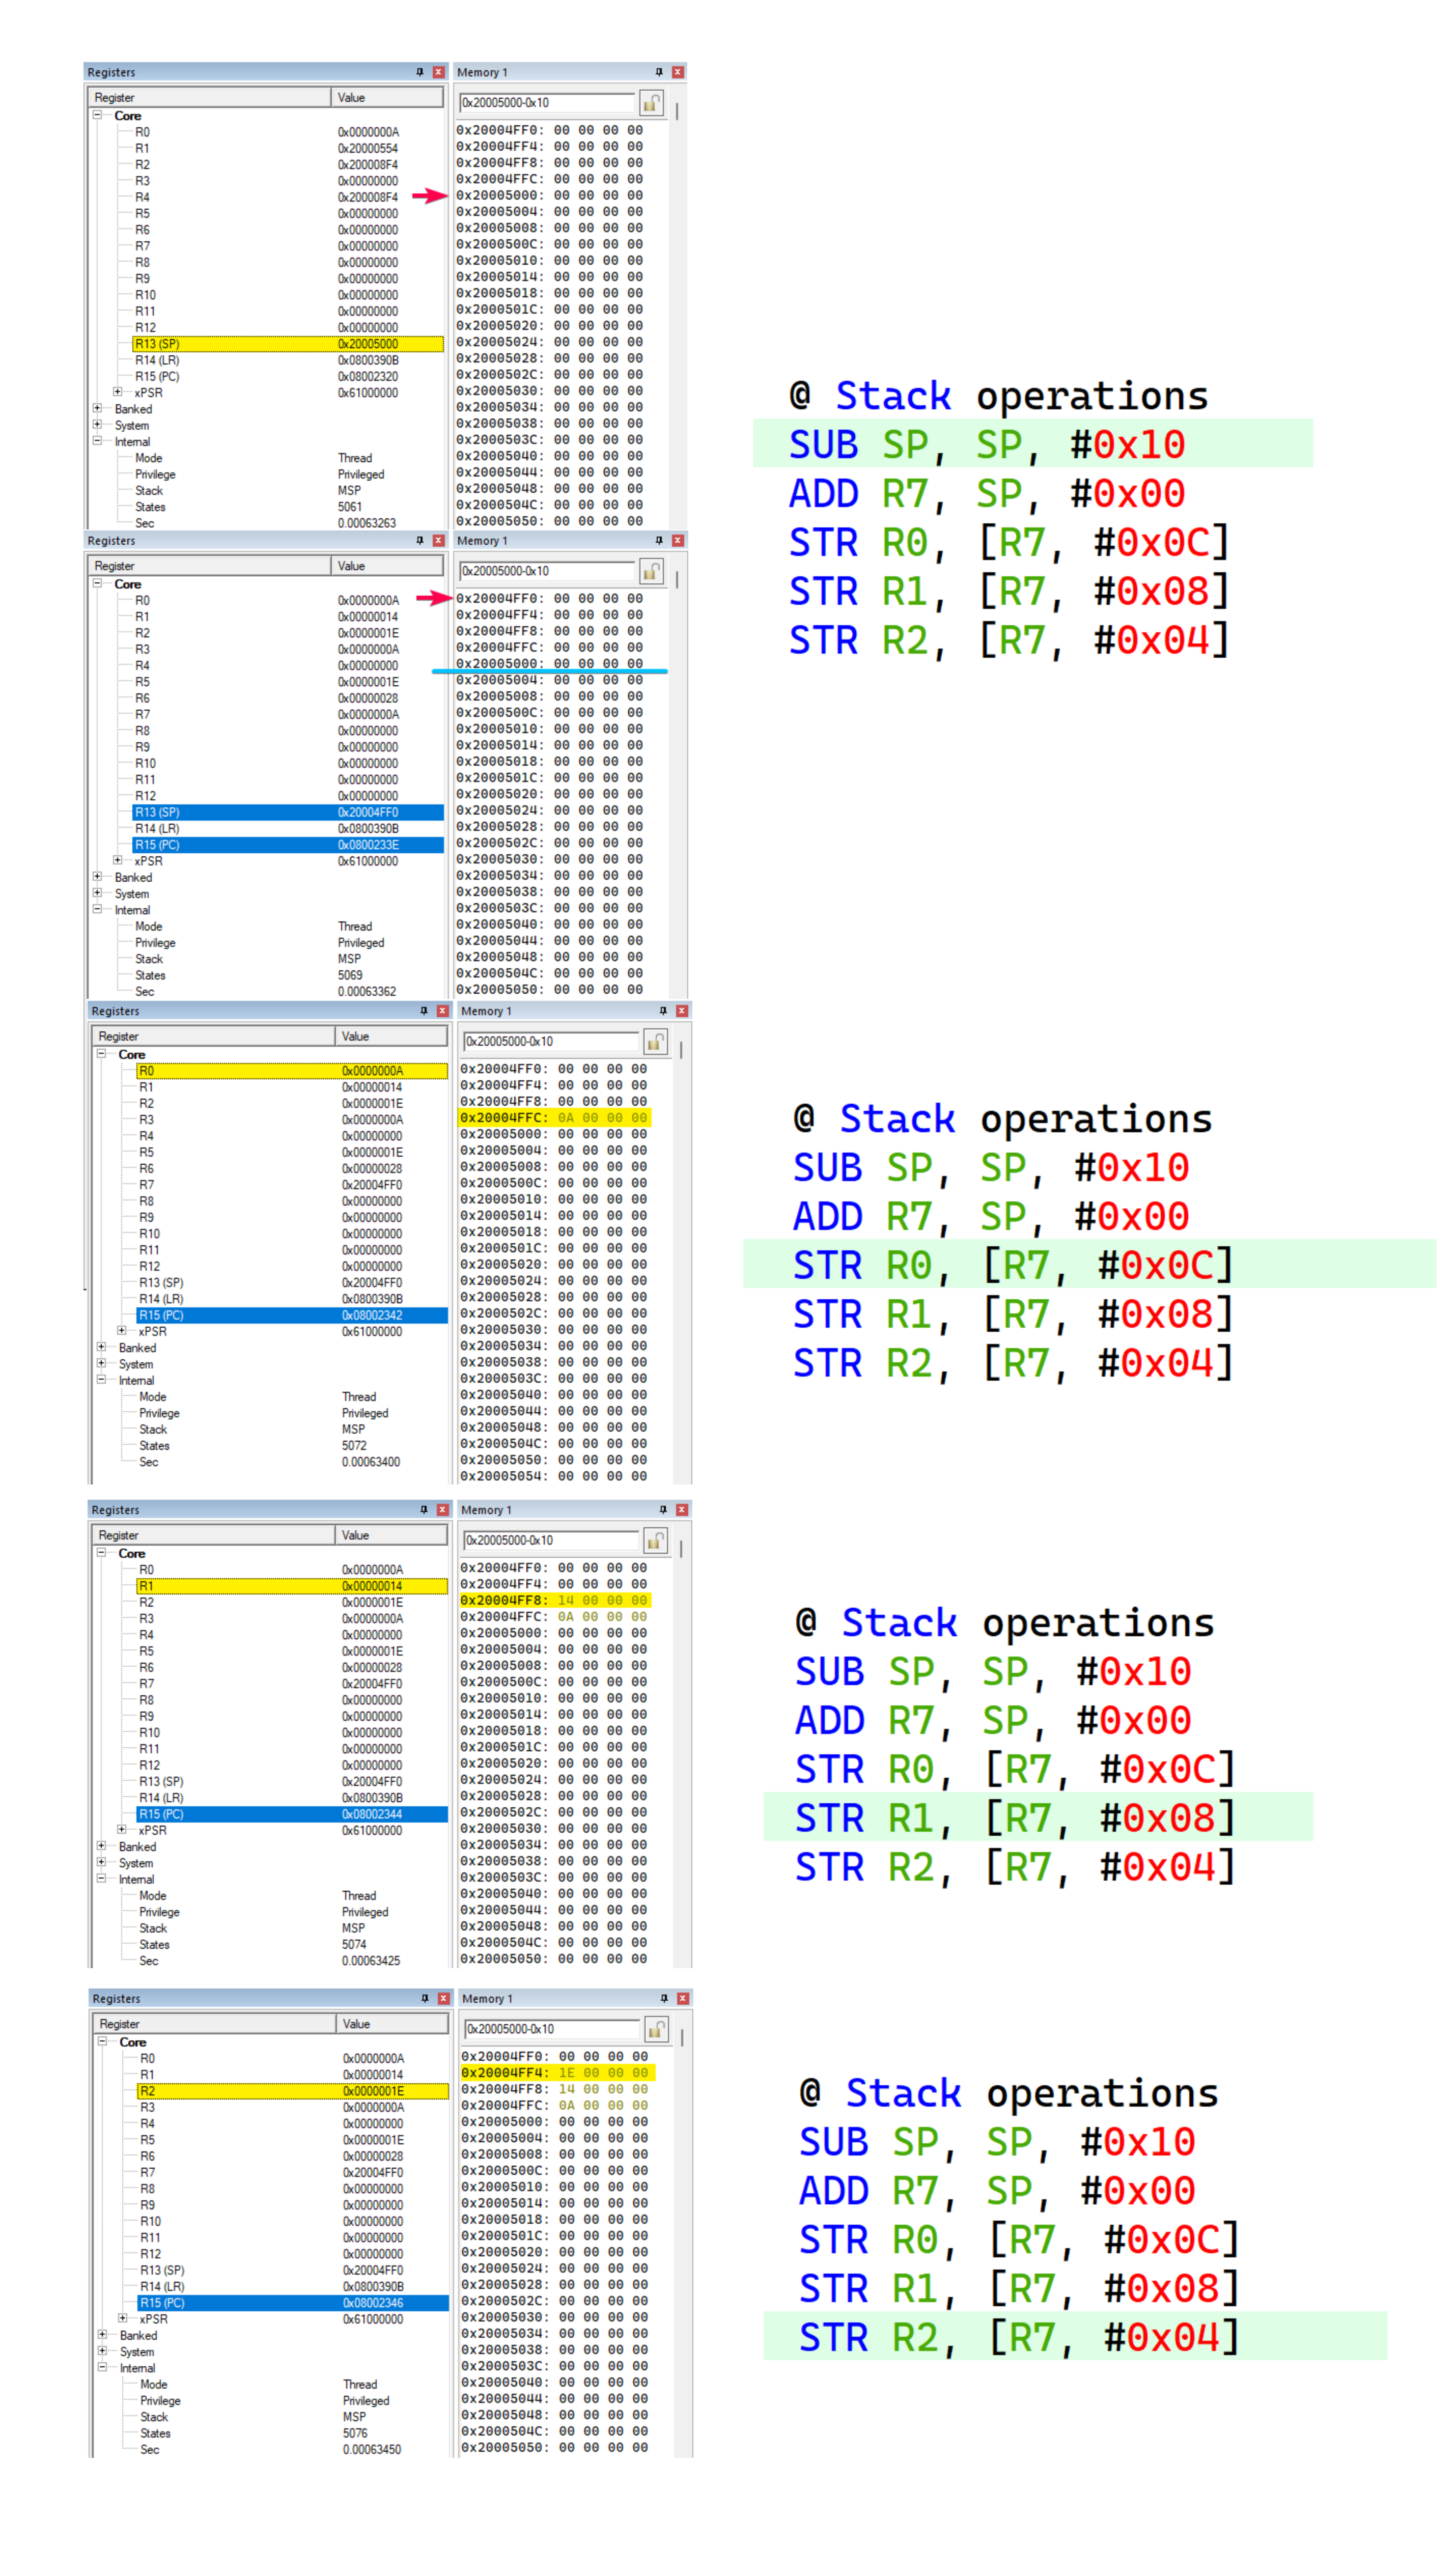 Registers
Register Value
Core
R0 0x0000000A
R1 0x20000554
R2 0x200008F4
R3 0x00000000
R4 0x200008F4
R5 0x00000000
R6 0x00000000
R7 0x00000000
R8 0x00000000
R9 0x00000000
R10 0x00000000
R11 0x00000000
R12 0x00000000
R13 (SP) 0x20005000
R14 (LR) 0x0800390B
R15 (PC) 0x08002320
xPSR 0x61000000
Banked
System
Internal
Mode Thread
Privilege Privileged
Stack MSP
States 5061
Sec 0.00063263
Memory 1
0x20005000-0x10
0x20004FF0: 00 00 00 00
0x20004FF4: 00 00 00 00
0x20004FF8: 00 00 00 00
0x20004FFC: 00 00 00 00
0x20005000: 00 00 00 00
0x20005004: 00 00 00 00
0x20005008: 00 00 00 00
0x2000500C: 00 00 00 00
0x20005010: 00 00 00 00
0x20005014: 00 00 00 00
0x20005018: 00 00 00 00
0x2000501C: 00 00 00 00
0x20005020: 00 00 00 00
0x20005024: 00 00 00 00
0x20005028: 00 00 00 00
0x2000502C: 00 00 00 00
0x20005030: 00 00 00 00
0x20005034: 00 00 00 00
0x20005038: 00 00 00 00
0x2000503C: 00 00 00 00
0x20005040: 00 00 00 00
0x20005044: 00 00 00 00
0x20005048: 00 00 00 00
0x2000504C: 00 00 00 00
0x20005050: 00 00 00 00
@ Stack operations
SUB SP, SP, #0x10
ADD R7, SP, #0x00
STR R0, [R7, #0x0C]
STR R1, [R7, #0x08]
STR R2, [R7, #0x04]
Registers
Register Value
Core
R0 0x0000000A
R1 0x00000014
R2 0x0000001E
R3 0x0000000A
R4 0x00000000
R5 0x0000001E
R6 0x00000028
R7 0x0000000A
R8 0x00000000
R9 0x00000000
R10 0x00000000
R11 0x00000000
R12 0x00000000
R13 (SP) 0x20004FF0
R14 (LR) 0x0800390B
R15 (PC) 0x0800233E
xPSR 0x61000000
Banked
System
Internal
Mode Thread
Privilege Privileged
Stack MSP
States 5069
Sec 0.00063362
Memory 1
0x20005000-0x10
0x20004FF0: 00 00 00 00
0x20004FF4: 00 00 00 00
0x20004FF8: 00 00 00 00
0x20004FFC: 00 00 00 00
0x20005000: 00 00 00 00
0x20005004: 00 00 00 00
0x20005008: 00 00 00 00
0x2000500C: 00 00 00 00
0x20005010: 00 00 00 00
0x20005014: 00 00 00 00
0x20005018: 00 00 00 00
0x2000501C: 00 00 00 00
0x20005020: 00 00 00 00
0x20005024: 00 00 00 00
0x20005028: 00 00 00 00
0x2000502C: 00 00 00 00
0x20005030: 00 00 00 00
0x20005034: 00 00 00 00
0x20005038: 00 00 00 00
0x2000503C: 00 00 00 00
0x20005040: 00 00 00 00
0x20005044: 00 00 00 00
0x20005048: 00 00 00 00
0x2000504C: 00 00 00 00
0x20005050: 00 00 00 00
Registers
Register Value
Core
R0 0x0000000A
R1 0x00000014
R2 0x0000001E
R3 0x0000000A
R4 0x00000000
R5 0x0000001E
R6 0x00000028
R7 0x20004FF0
R8 0x00000000
R9 0x00000000
R10 0x00000000
R11 0x00000000
R12 0x00000000
R13 (SP) 0x20004FF0
R14 (LR) 0x0800390B
R15 (PC) 0x08002342
xPSR 0x61000000
Banked
System
Internal
Mode Thread
Privilege Privileged
Stack MSP
States 5072
Sec 0.00063400
Memory 1
0x20005000-0x10
0x20004FF0: 00 00 00 00
0x20004FF4: 00 00 00 00
0x20004FF8: 00 00 00 00
0x20004FFC: 0A 00 00 00
0x20005000: 00 00 00 00
0x20005004: 00 00 00 00
0x20005008: 00 00 00 00
0x2000500C: 00 00 00 00
0x20005010: 00 00 00 00
0x20005014: 00 00 00 00
0x20005018: 00 00 00 00
0x2000501C: 00 00 00 00
0x20005020: 00 00 00 00
0x20005024: 00 00 00 00
0x20005028: 00 00 00 00
0x2000502C: 00 00 00 00
0x20005030: 00 00 00 00
0x20005034: 00 00 00 00
0x20005038: 00 00 00 00
0x2000503C: 00 00 00 00
0x20005040: 00 00 00 00
0x20005044: 00 00 00 00
0x20005048: 00 00 00 00
0x2000504C: 00 00 00 00
0x20005050: 00 00 00 00
0x20005054: 00 00 00 00
@ Stack operations
SUB SP, SP, #0x10
ADD R7, SP, #0x00
STR R0, [R7, #0x0C]
STR R1, [R7, #0x08]
STR R2, [R7, #0x04]
Registers
Register Value
Core
R0 0x0000000A
R1 0x00000014
R2 0x0000001E
R3 0x0000000A
R4 0x00000000
R5 0x0000001E
R6 0x00000028
R7 0x20004FF0
R8 0x00000000
R9 0x00000000
R10 0x00000000
R11 0x00000000
R12 0x00000000
R13 (SP) 0x20004FF0
R14 (LR) 0x0800390B
R15 (PC) 0x08002344
xPSR 0x61000000
Banked
System
Internal
Mode Thread
Privilege Privileged
Stack MSP
States 5074
Sec 0.00063425
Memory 1
0x20005000-0x10
0x20004FF0: 00 00 00 00
0x20004FF4: 00 00 00 00
0x20004FF8: 14 00 00 00
0x20004FFC: 0A 00 00 00
0x20005000: 00 00 00 00
0x20005004: 00 00 00 00
0x20005008: 00 00 00 00
0x2000500C: 00 00 00 00
0x20005010: 00 00 00 00
0x20005014: 00 00 00 00
0x20005018: 00 00 00 00
0x2000501C: 00 00 00 00
0x20005020: 00 00 00 00
0x20005024: 00 00 00 00
0x20005028: 00 00 00 00
0x2000502C: 00 00 00 00
0x20005030: 00 00 00 00
0x20005034: 00 00 00 00
0x20005038: 00 00 00 00
0x2000503C: 00 00 00 00
0x20005040: 00 00 00 00
0x20005044: 00 00 00 00
0x20005048: 00 00 00 00
0x2000504C: 00 00 00 00
0x20005050: 00 00 00 00
@ Stack operations
SUB SP, SP, #0x10
ADD R7, SP, #0x00
STR R0, [R7, #0x0C]
STR R1, [R7, #0x08]
STR R2, [R7, #0x04]
Registers
Register Value
Core
R0 0x0000000A
R1 0x00000014
R2 0x0000001E
R3 0x0000000A
R4 0x00000000
R5 0x0000001E
R6 0x00000028
R7 0x20004FF0
R8 0x00000000
R9 0x00000000
R10 0x00000000
R11 0x00000000
R12 0x00000000
R13 (SP) 0x20004FF0
R14 (LR) 0x0800390B
R15 (PC) 0x08002346
xPSR 0x61000000
Banked
System
Internal
Mode Thread
Privilege Privileged
Stack MSP
States 5076
Sec 0.00063450
Memory 1
0x20005000-0x10
0x20004FF0: 00 00 00 00
0x20004FF4: 1E 00 00 00
0x20004FF8: 14 00 00 00
0x20004FFC: 0A 00 00 00
0x20005000: 00 00 00 00
0x20005004: 00 00 00 00
0x20005008: 00 00 00 00
0x2000500C: 00 00 00 00
0x20005010: 00 00 00 00
0x20005014: 00 00 00 00
0x20005018: 00 00 00 00
0x2000501C: 00 00 00 00
0x20005020: 00 00 00 00
0x20005024: 00 00 00 00
0x20005028: 00 00 00 00
0x2000502C: 00 00 00 00
0x20005030: 00 00 00 00
0x20005034: 00 00 00 00
0x20005038: 00 00 00 00
0x2000503C: 00 00 00 00
0x20005040: 00 00 00 00
0x20005044: 00 00 00 00
0x20005048: 00 00 00 00
0x2000504C: 00 00 00 00
0x20005050: 00 00 00 00
@ Stack operations
SUB SP, SP, #0x10
ADD R7, SP, #0x00
STR R0, [R7, #0x0C]
STR R1, [R7, #0x08]
STR R2, [R7, #0x04]